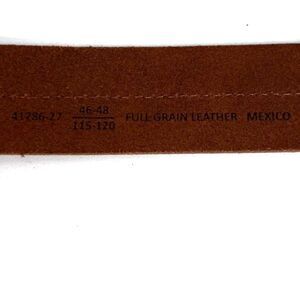 46-48
41286-27 FULL GRAIN LEATHER MEXICO
115-120